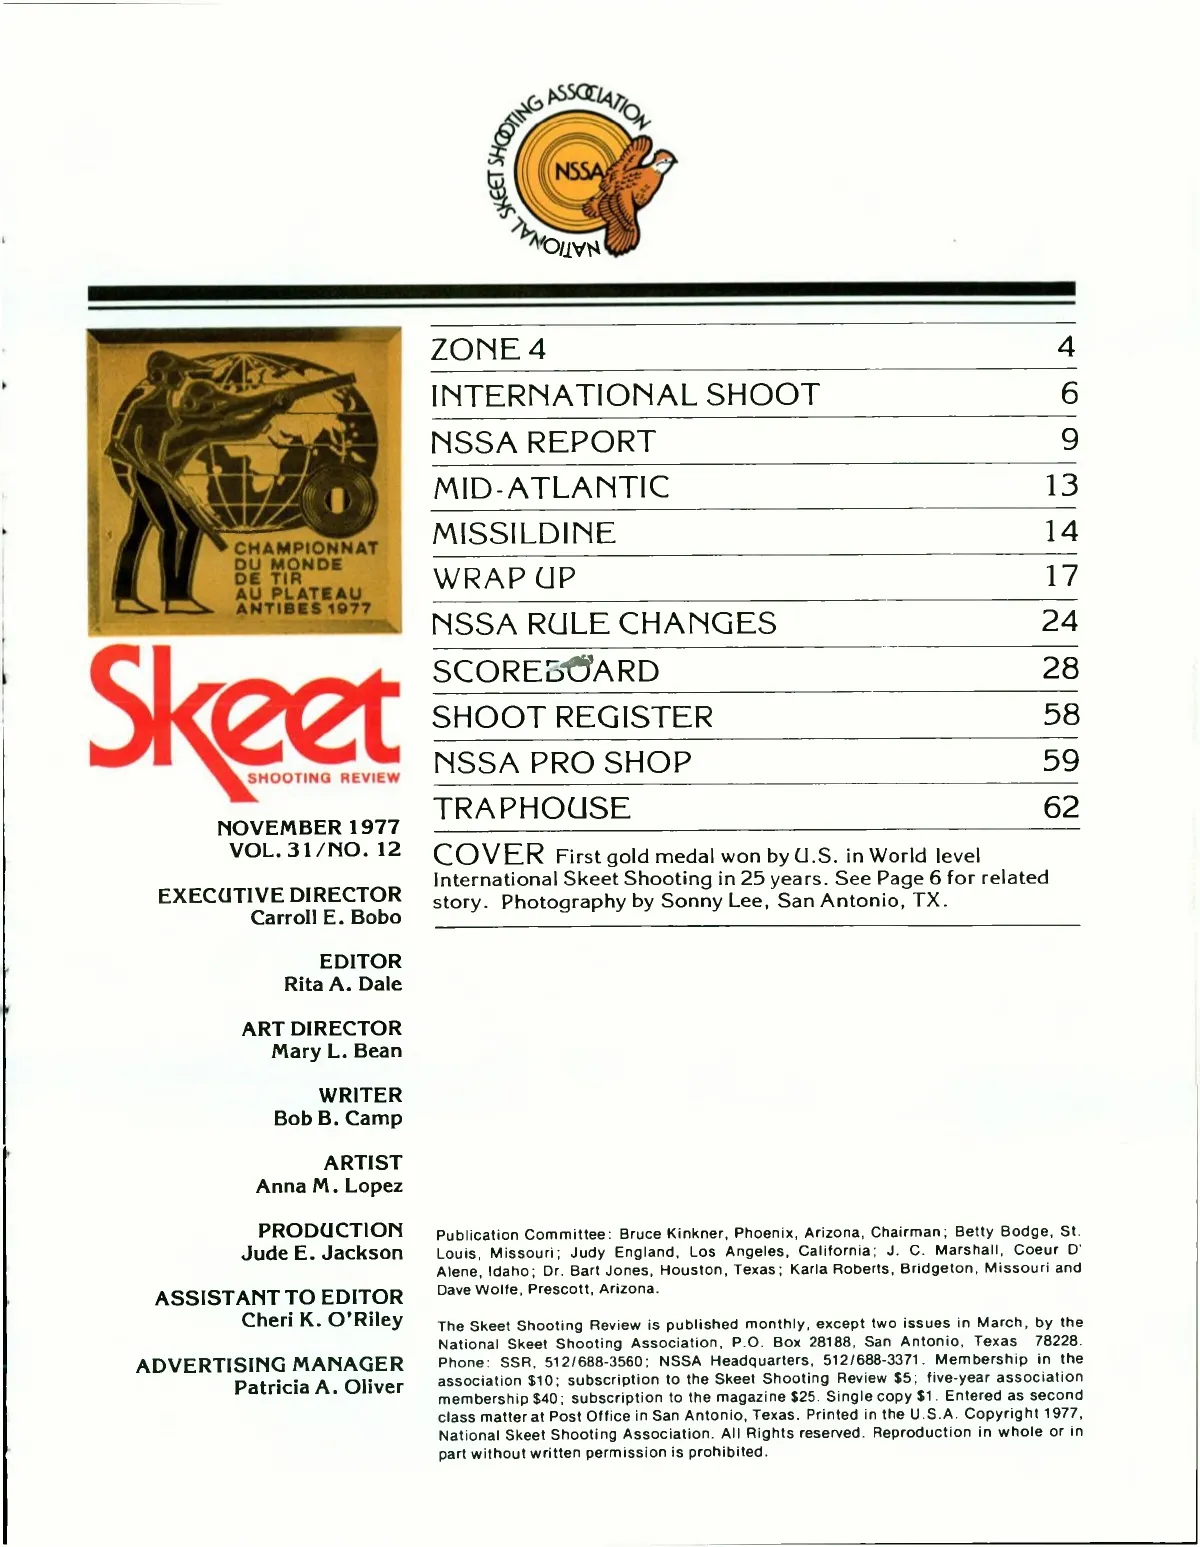 NATIONAL SKEET SHOOTING ASSOCIATION
NSSA
CHAMPIONNAT
DU MONDE
DE TIR
AU PLATEAU
ANTIBES 1977
Skeet
SHOOTING REVIEW
NOVEMBER 1977
VOL. 31/NO. 12
EXECUTIVE DIRECTOR
Carroll E. Bobo
EDITOR
Rita A. Dale
ART DIRECTOR
Mary L. Bean
WRITER
Bob B. Camp
ARTIST
Anna M. Lopez
PRODUCTION
Jude E. Jackson
ASSISTANT TO EDITOR
Cheri K. O'Riley
ADVERTISING MANAGER
Patricia A. Oliver
ZONE 4 4
INTERNATIONAL SHOOT 6
NSSA REPORT 9
MID-ATLANTIC 13
MISSILDINE 14
WRAP UP 17
NSSA RULE CHANGES 24
SCOREBOARD 28
SHOOT REGISTER 58
NSSA PRO SHOP 59
TRAPHOUSE 62
COVER First gold medal won by U.S. in World level
International Skeet Shooting in 25 years. See Page 6 for related
story. Photography by Sonny Lee, San Antonio, TX.
Publication Committee: Bruce Kinkner, Phoenix, Arizona, Chairman; Betty Bodge, St.
Louis, Missouri; Judy England, Los Angeles, California; J. C. Marshall, Coeur D'
Alene, Idaho; Dr. Bart Jones, Houston, Texas; Karla Roberts, Bridgeton, Missouri and
Dave Wolfe, Prescott, Arizona.
The Skeet Shooting Review is published monthly, except two issues in March, by the
National Skeet Shooting Association, P.O. Box 28188, San Antonio, Texas 78228.
Phone: SSR, 512/688-3560; NSSA Headquarters, 512/688-3371. Membership in the
association $10; subscription to the Skeet Shooting Review $5; five-year association
membership $40; subscription to the magazine $25. Single copy $1. Entered as second
class matter at Post Office in San Antonio, Texas. Printed in the U.S.A. Copyright 1977,
National Skeet Shooting Association. All Rights reserved. Reproduction in whole or in
part without written permission is prohibited.